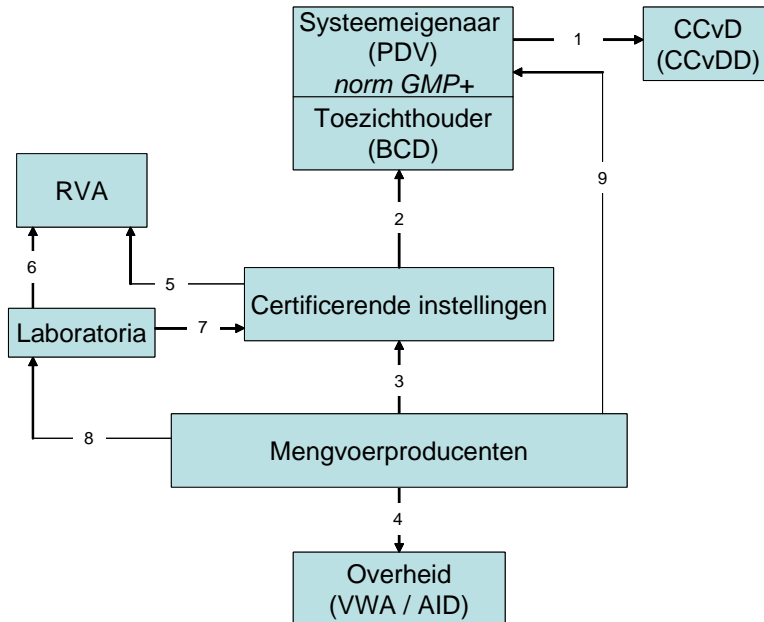 Systeemeigenaar
(PDV)
norm GMP+
1
CCvD
(CCvDD)
Toezichthouder
(BCD)
9
RVA
2
6
5
Certificerende instellingen
Laboratoria
7
3
8
Mengvoerproducenten
4
Overheid
(VWA / AID)